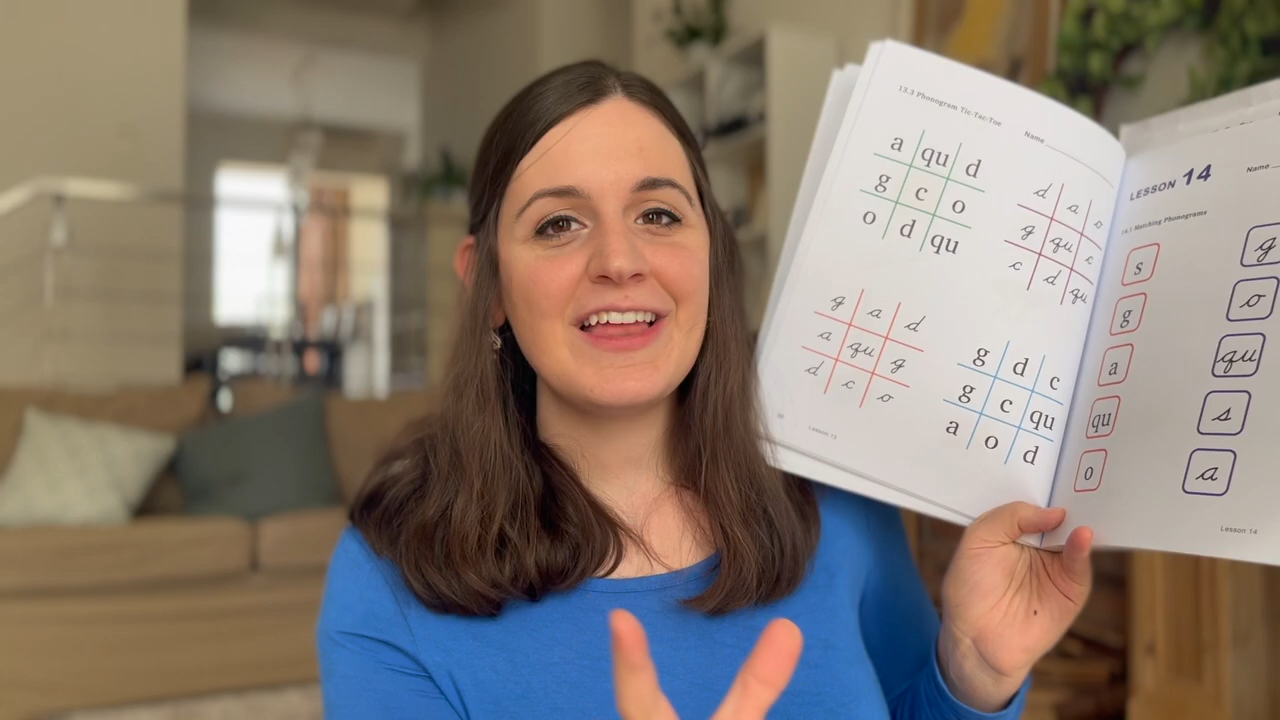 13.3 Phonogram Tic-Tac-Toe Name
a qu d
g c o
o d qu
d a o
g qu c
c d qu
g a d
a qu g
d c o
g d c
g c qu
a o d
Lesson 13
LESSON 14 Name
14.1 Matching Phonograms
s g
g o
a qu
qu s
o a
Lesson 14